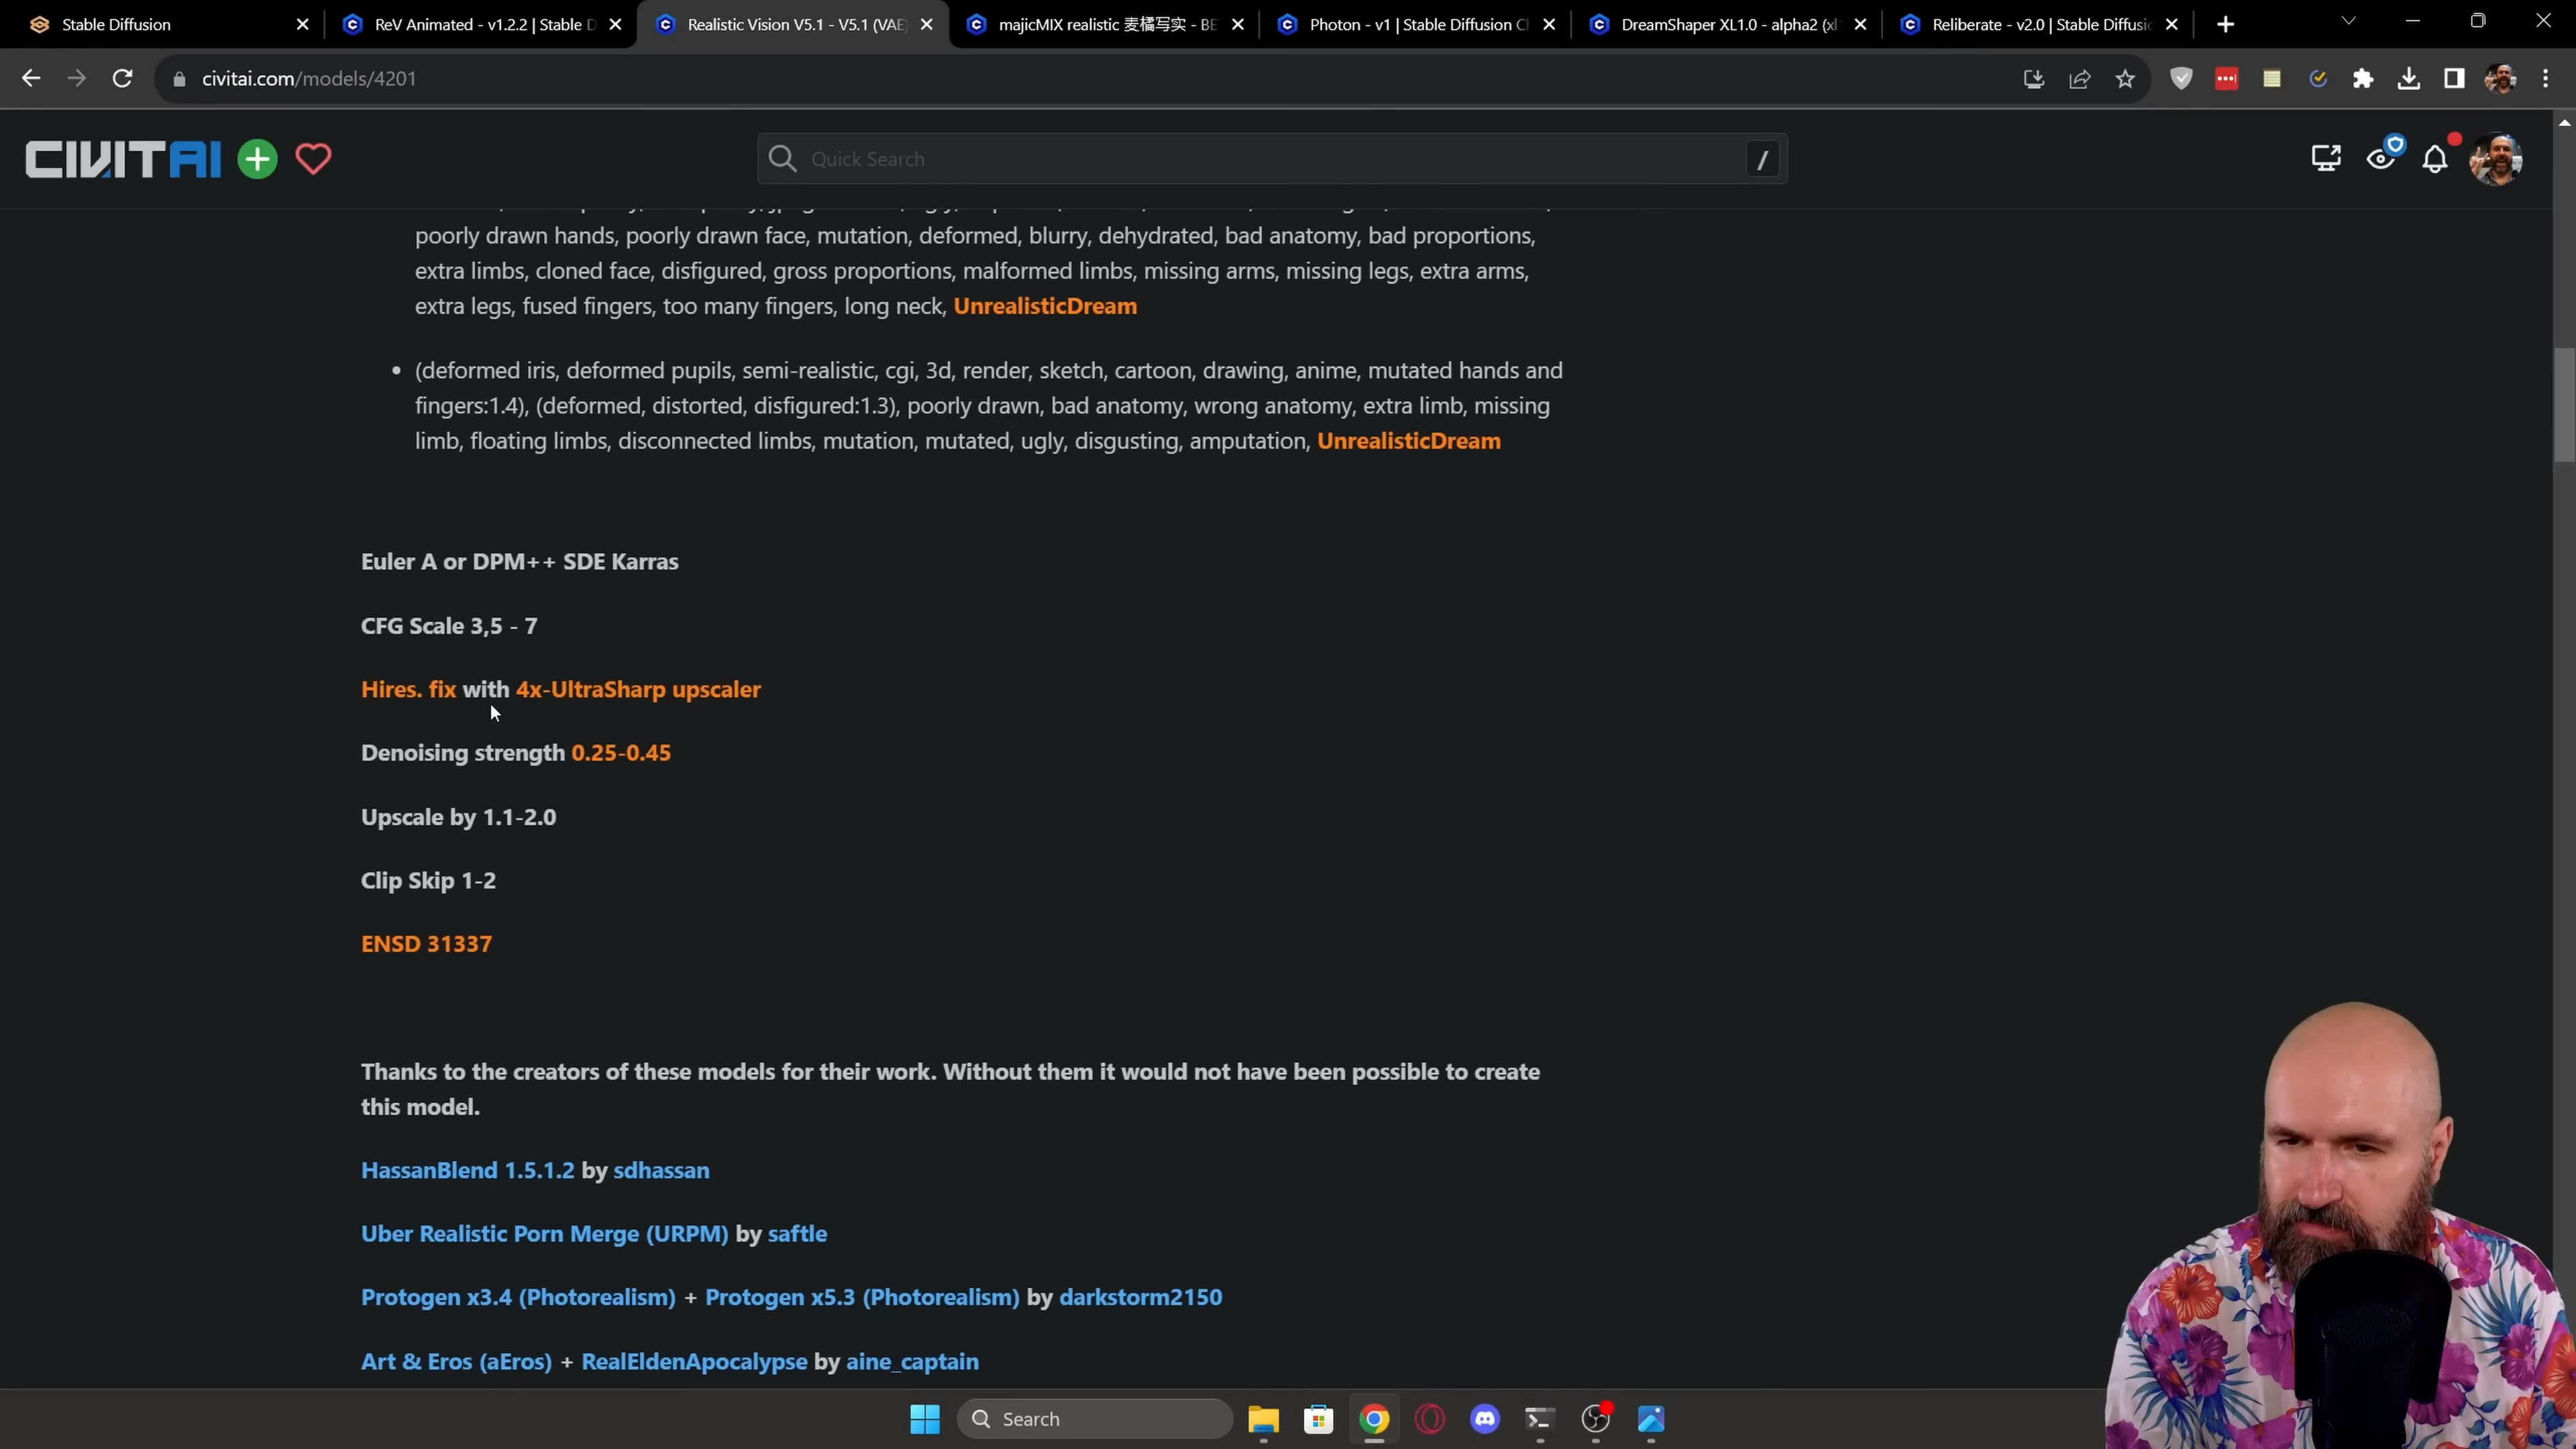 Stable Diffusion
ReV Animated - v1.2.2 | Stable D
Realistic Vision V5.1 - V5.1 (VAE)
majicMIX realistic 麦橘写实 - BE
Photon - v1 | Stable Diffusion Ch
DreamShaper XL1.0 - alpha2 (xl
Reliberate - v2.0 | Stable Diffusi
civitai.com/models/4201
CIVITAI
Quick Search
/
poorly drawn hands, poorly drawn face, mutation, deformed, blurry, dehydrated, bad anatomy, bad proportions,
extra limbs, cloned face, disfigured, gross proportions, malformed limbs, missing arms, missing legs, extra arms,
extra legs, fused fingers, too many fingers, long neck, UnrealisticDream
• (deformed iris, deformed pupils, semi-realistic, cgi, 3d, render, sketch, cartoon, drawing, anime, mutated hands and
fingers:1.4), (deformed, distorted, disfigured:1.3), poorly drawn, bad anatomy, wrong anatomy, extra limb, missing
limb, floating limbs, disconnected limbs, mutation, mutated, ugly, disgusting, amputation, UnrealisticDream
Euler A or DPM++ SDE Karras
CFG Scale 3,5 - 7
Hires. fix with 4x-UltraSharp upscaler
Denoising strength 0.25-0.45
Upscale by 1.1-2.0
Clip Skip 1-2
ENSD 31337
Thanks to the creators of these models for their work. Without them it would not have been possible to create
this model.
HassanBlend 1.5.1.2 by sdhassan
Uber Realistic Porn Merge (URPM) by saftle
Protogen x3.4 (Photorealism) + Protogen x5.3 (Photorealism) by darkstorm2150
Art & Eros (aEros) + RealEldenApocalypse by aine_captain
Search